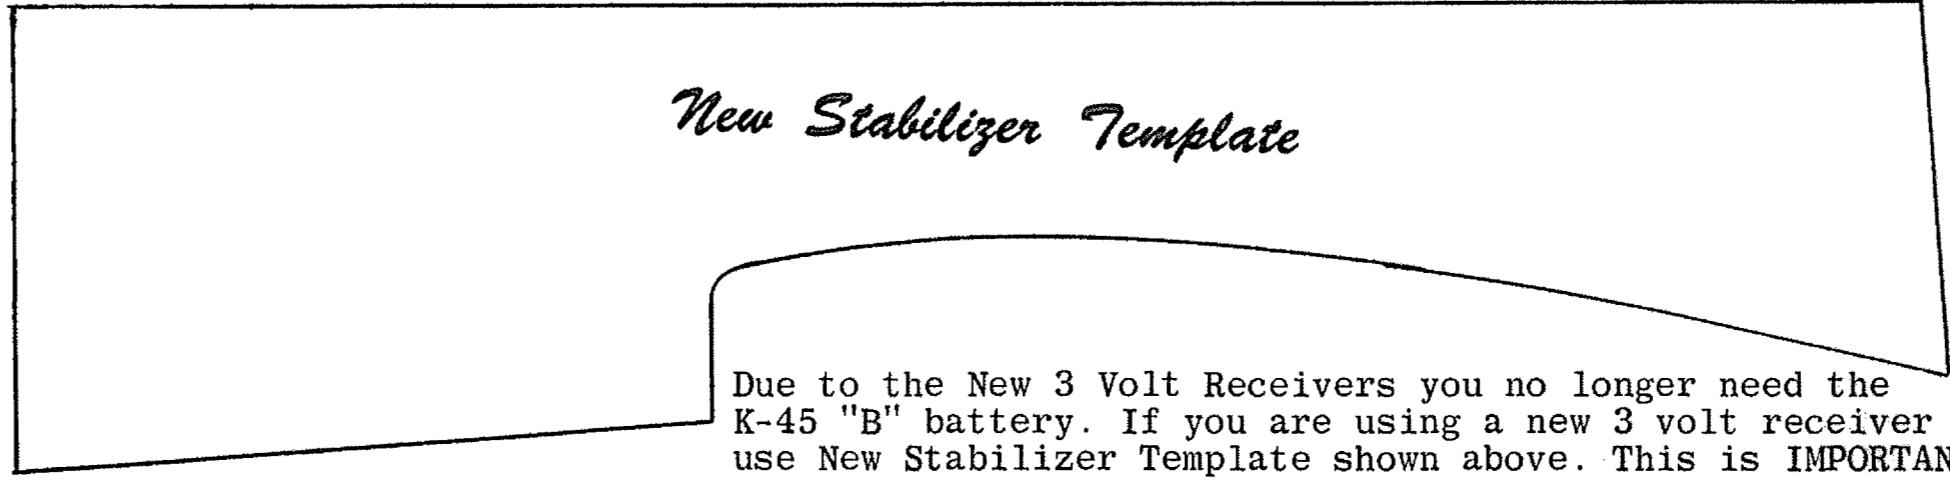 New Stabilizer Template
Due to the New 3 Volt Receivers you no longer need the
K-45 "B" battery. If you are using a new 3 volt receiver
use New Stabilizer Template shown above. This is IMPORTAN